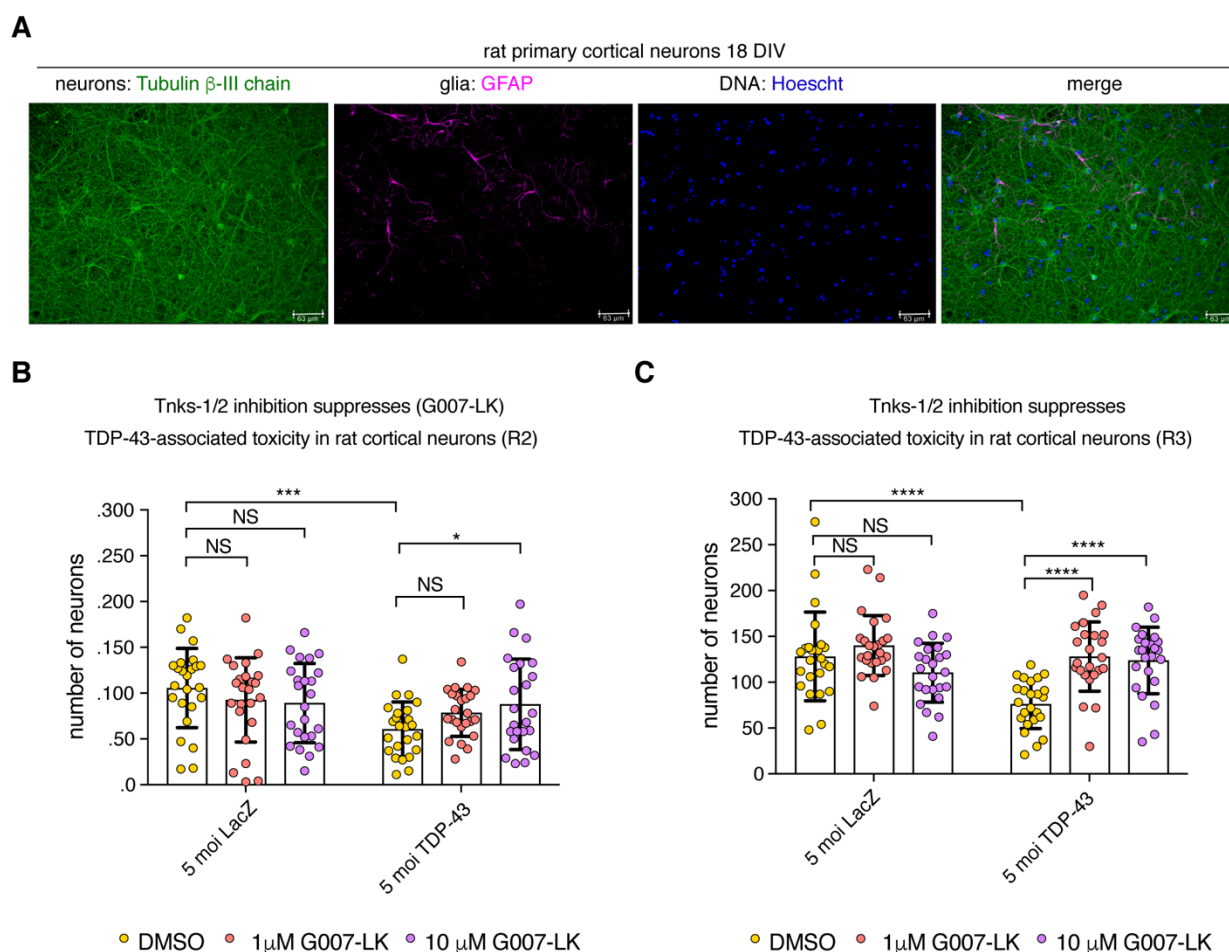 A
rat primary cortical neurons 18 DIV
neurons: Tubulin β-III chain
glia: GFAP
DNA: Hoescht
merge
63 µm
63 µm
63 µm
63 µm
B
Tnks-1/2 inhibition suppresses (G007-LK)
TDP-43-associated toxicity in rat cortical neurons (R2)
number of neurons
.300
.250
.200
.150
.100
.50
.0
***
NS
NS
*
NS
5 moi LacZ
5 moi TDP-43
DMSO
1µM G007-LK
10 µM G007-LK
C
Tnks-1/2 inhibition suppresses
TDP-43-associated toxicity in rat cortical neurons (R3)
number of neurons
300
250
200
150
100
50
0
****
NS
NS
****
****
5 moi LacZ
5 moi TDP-43
DMSO
1µM G007-LK
10 µM G007-LK